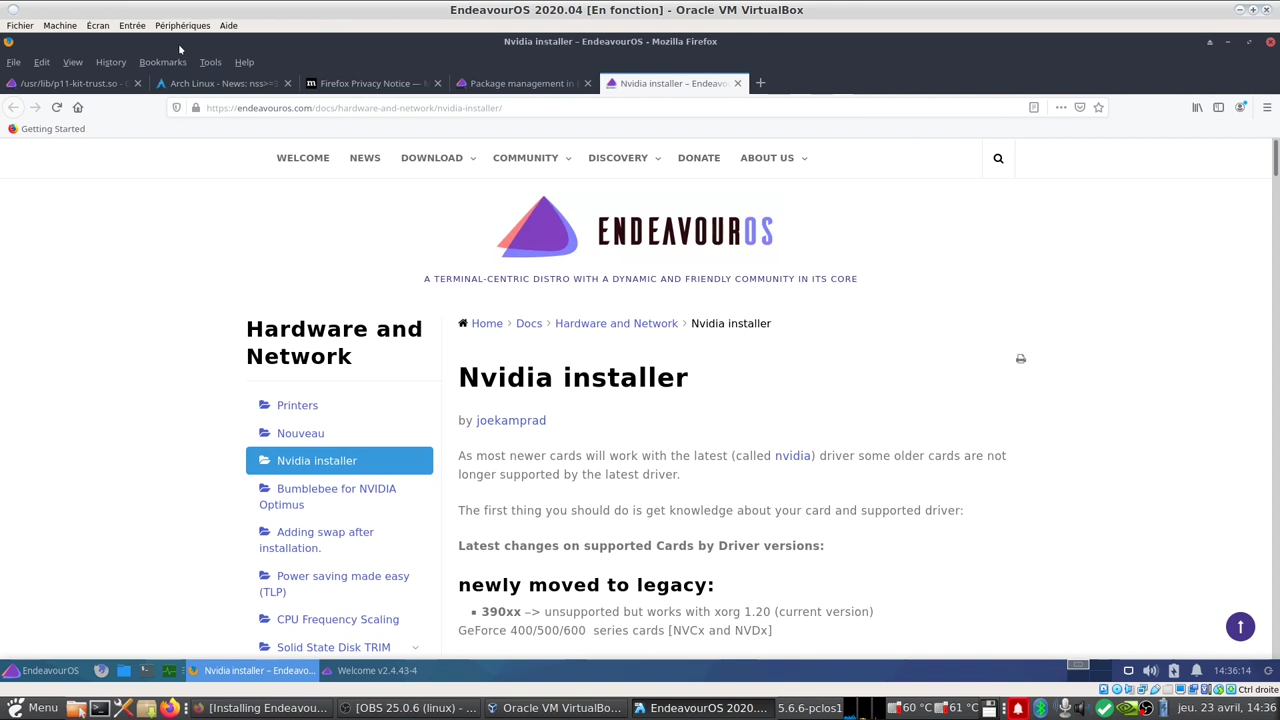 EndeavourOS 2020.04 [En fonction] - Oracle VM VirtualBox
Fichier Machine Écran Entrée Périphériques Aide
Nvidia installer – EndeavourOS - Mozilla Firefox
File Edit View History Bookmarks Tools Help
/usr/lib/p11-kit-trust.so - Arch Linux - News: nss>= Firefox Privacy Notice — Package management in Nvidia installer – Endeavo
https://endeavouros.com/docs/hardware-and-network/nvidia-installer/
Getting Started
WELCOME NEWS DOWNLOAD COMMUNITY DISCOVERY DONATE ABOUT US
ENDEAVOUROS
A TERMINAL-CENTRIC DISTRO WITH A DYNAMIC AND FRIENDLY COMMUNITY IN ITS CORE
Hardware and
Network
Printers
Nouveau
Nvidia installer
Bumblebee for NVIDIA
Optimus
Adding swap after
installation.
Power saving made easy
(TLP)
CPU Frequency Scaling
Solid State Disk TRIM
Home > Docs > Hardware and Network > Nvidia installer
Nvidia installer
by joekamprad
As most newer cards will work with the latest (called nvidia) driver some older cards are not
longer supported by the latest driver.
The first thing you should do is get knowledge about your card and supported driver:
Latest changes on supported Cards by Driver versions:
newly moved to legacy:
390xx –> unsupported but works with xorg 1.20 (current version)
GeForce 400/500/600 series cards [NVCx and NVDx]
EndeavourOS Nvidia installer – Endeavo... Welcome v2.4.43-4 14:36:14
Ctrl droite
Menu [Installing Endeavou... [OBS 25.0.6 (linux) - ... Oracle VM VirtualBo... EndeavourOS 2020.... 5.6.6-pclos1 60 °C 61 °C jeu. 23 avril, 14:36